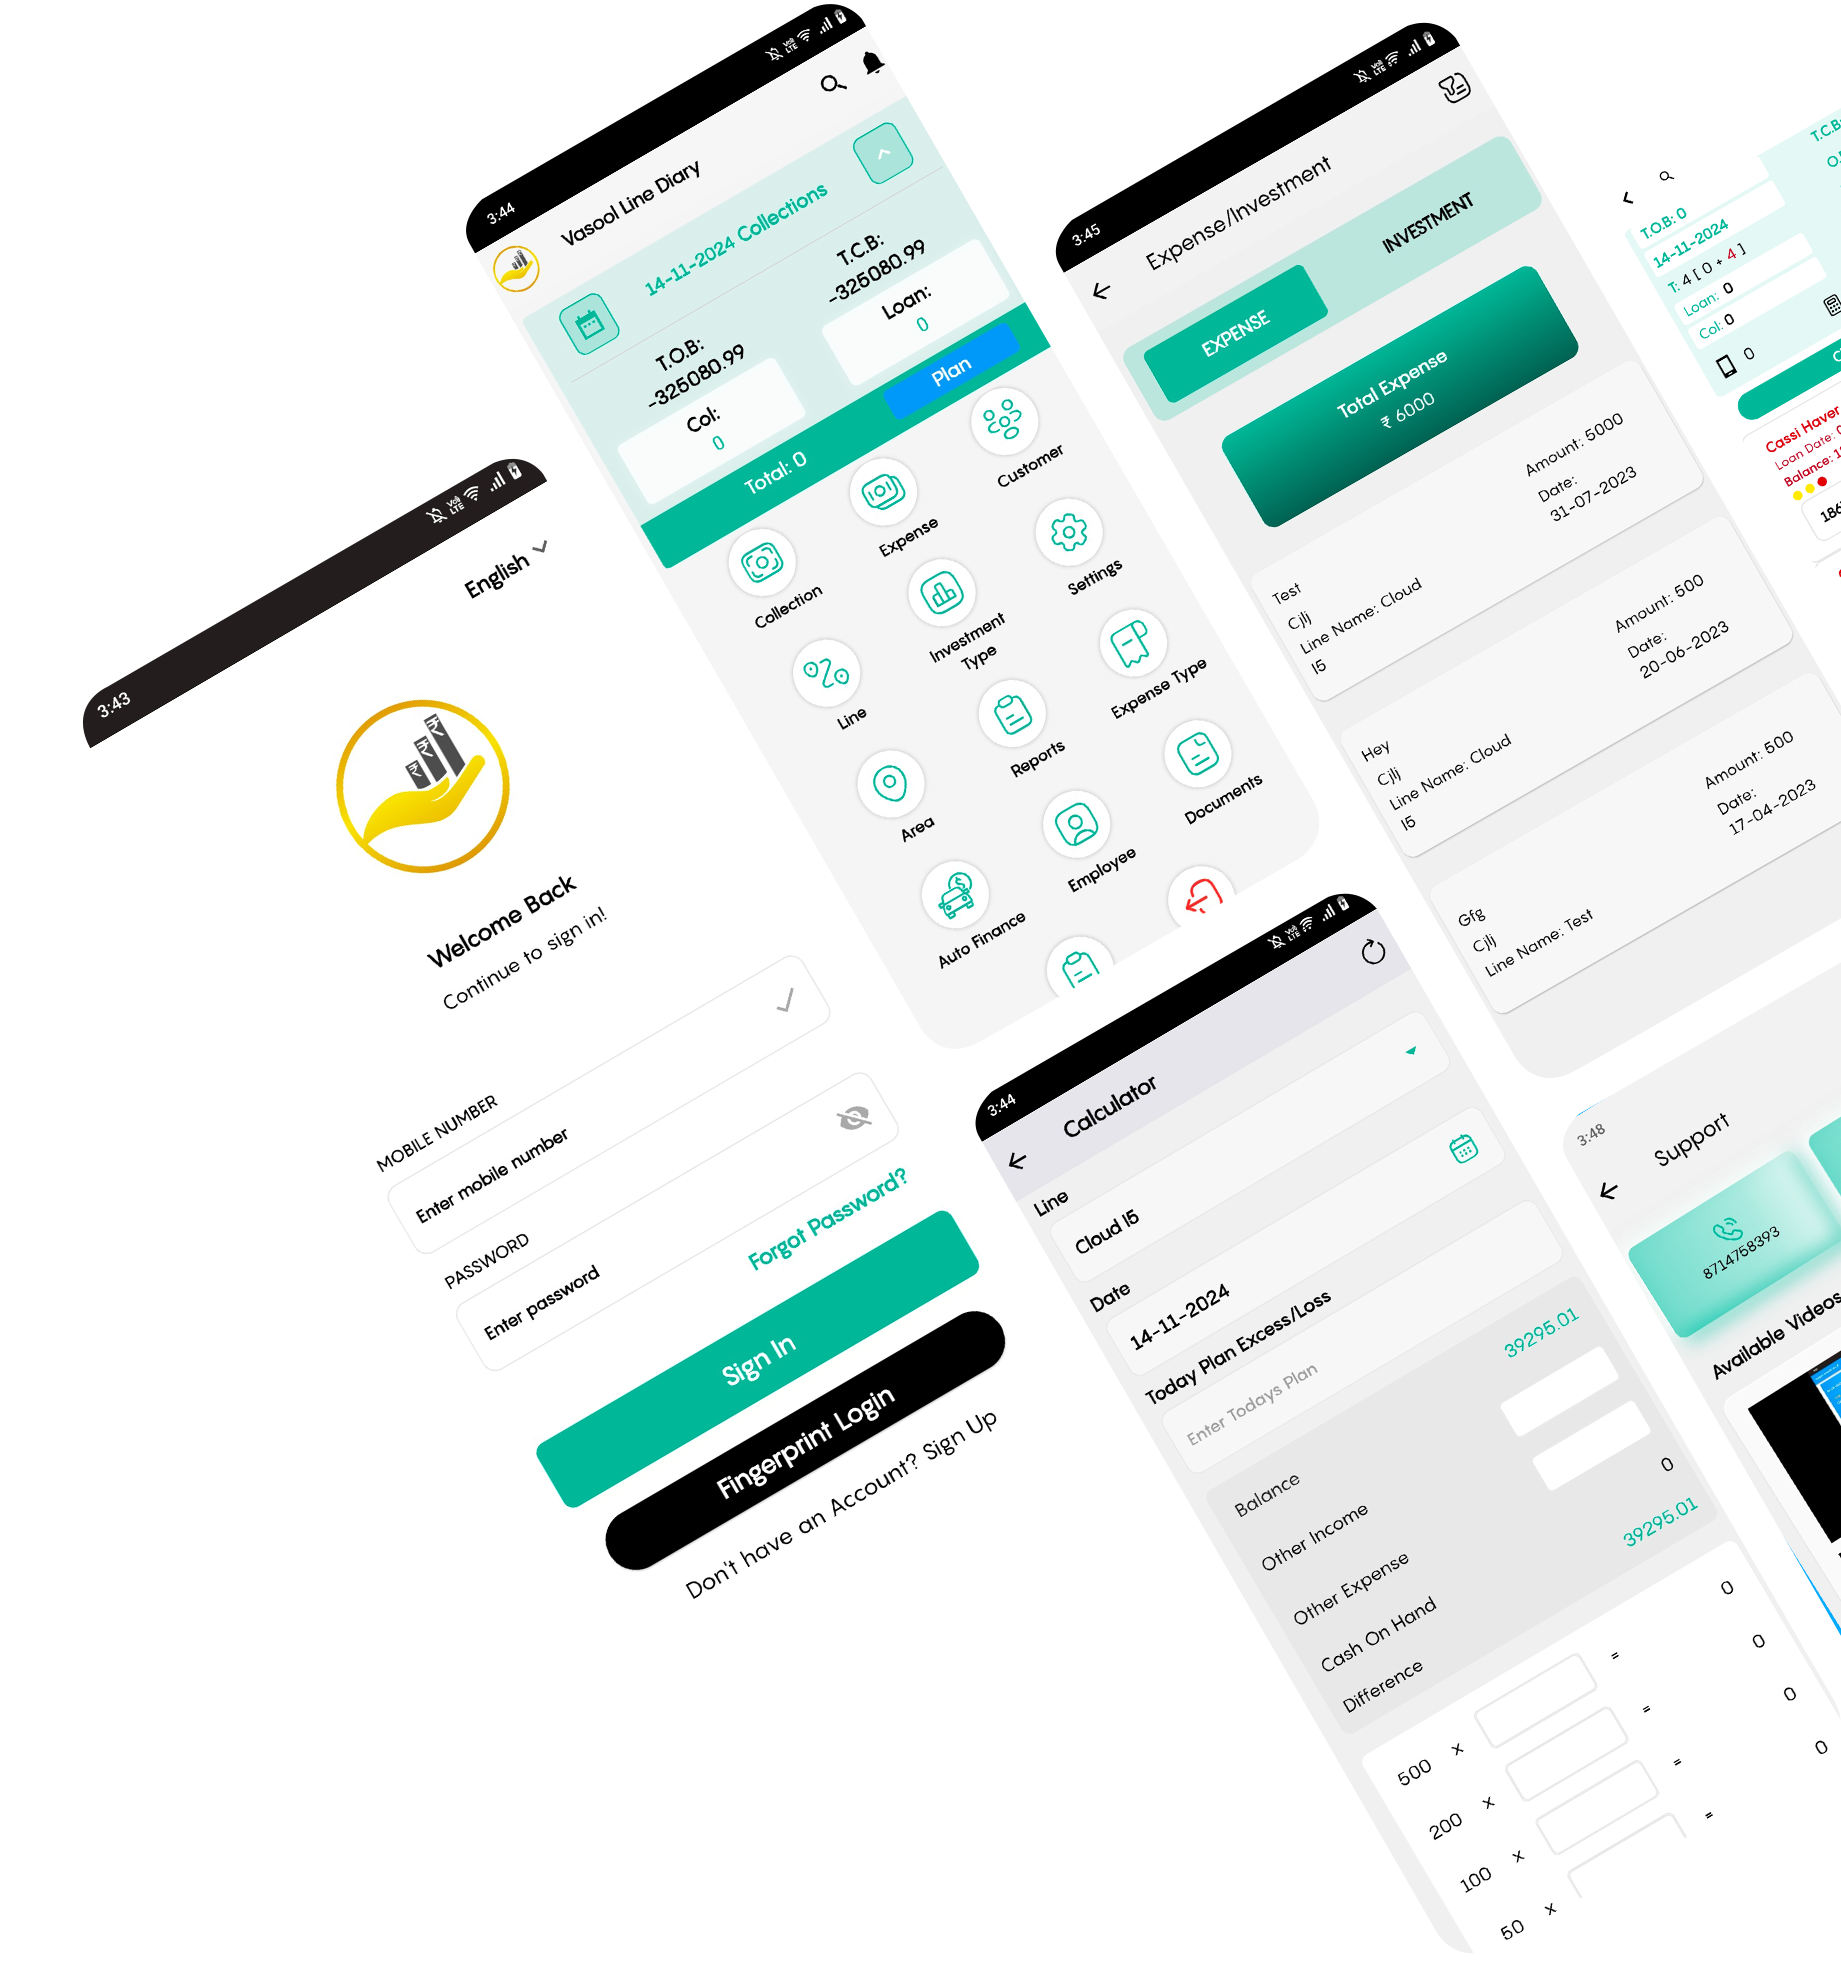 3:43
English
Welcome Back
Continue to sign in!
MOBILE NUMBER
Enter mobile number
PASSWORD
Enter password
Forgot Password?
Sign In
Fingerprint Login
Don't have an Account? Sign Up
3:44
Vasool Line Diary
14-11-2024 Collections
T.O.B:
-325080.99
T.C.B:
-325080.99
Col:
0
Loan:
0
Total: 0
Plan
Collection
Expense
Customer
Line
Investment
Type
Settings
Area
Reports
Expense Type
Auto Finance
Employee
Documents
3:45
Expense/Investment
EXPENSE
INVESTMENT
Total Expense
₹ 6000
Test
Cjlj
Line Name: Cloud
I5
Amount: 5000
Date:
31-07-2023
Hey
Cjlj
Line Name: Cloud
I5
Amount: 500
Date:
20-06-2023
Gfg
Cjlj
Line Name: Test
Amount: 500
Date:
17-04-2023
3:44
Calculator
Line
Cloud I5
Date
14-11-2024
Today Plan Excess/Loss
Enter Todays Plan
Balance
39295.01
Other Income
Other Expense
Cash On Hand
0
Difference
39295.01
500 x = 0
200 x = 0
100 x = 0
50 x = 0
T.O.B: 0
T.C.B:
14-11-2024
T: 4 [ 0 + 4 ]
Loan: 0
Col: 0
0
Cassi Haver
Loan Date:
Balance:
186
3:48
Support
8714758393
Available Videos